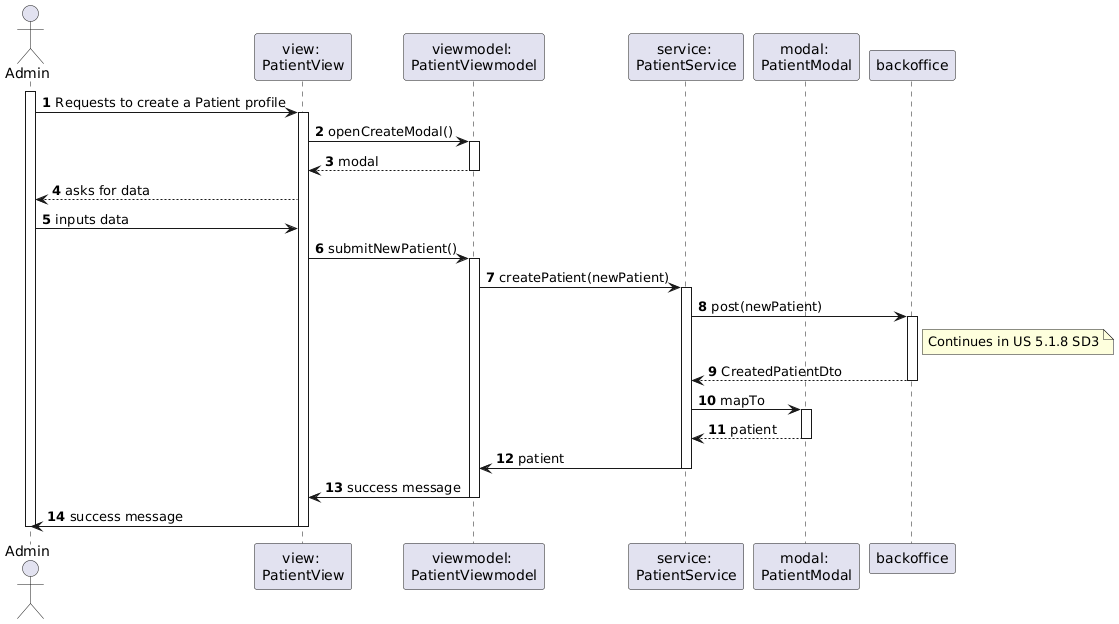 Admin
view:
PatientView
viewmodel:
PatientViewmodel
service:
PatientService
modal:
PatientModal
backoffice
1 Requests to create a Patient profile
2 openCreateModal()
3 modal
4 asks for data
5 inputs data
6 submitNewPatient()
7 createPatient(newPatient)
8 post(newPatient)
Continues in US 5.1.8 SD3
9 CreatedPatientDto
10 mapTo
11 patient
12 patient
13 success message
14 success message
Admin
view:
PatientView
viewmodel:
PatientViewmodel
service:
PatientService
modal:
PatientModal
backoffice